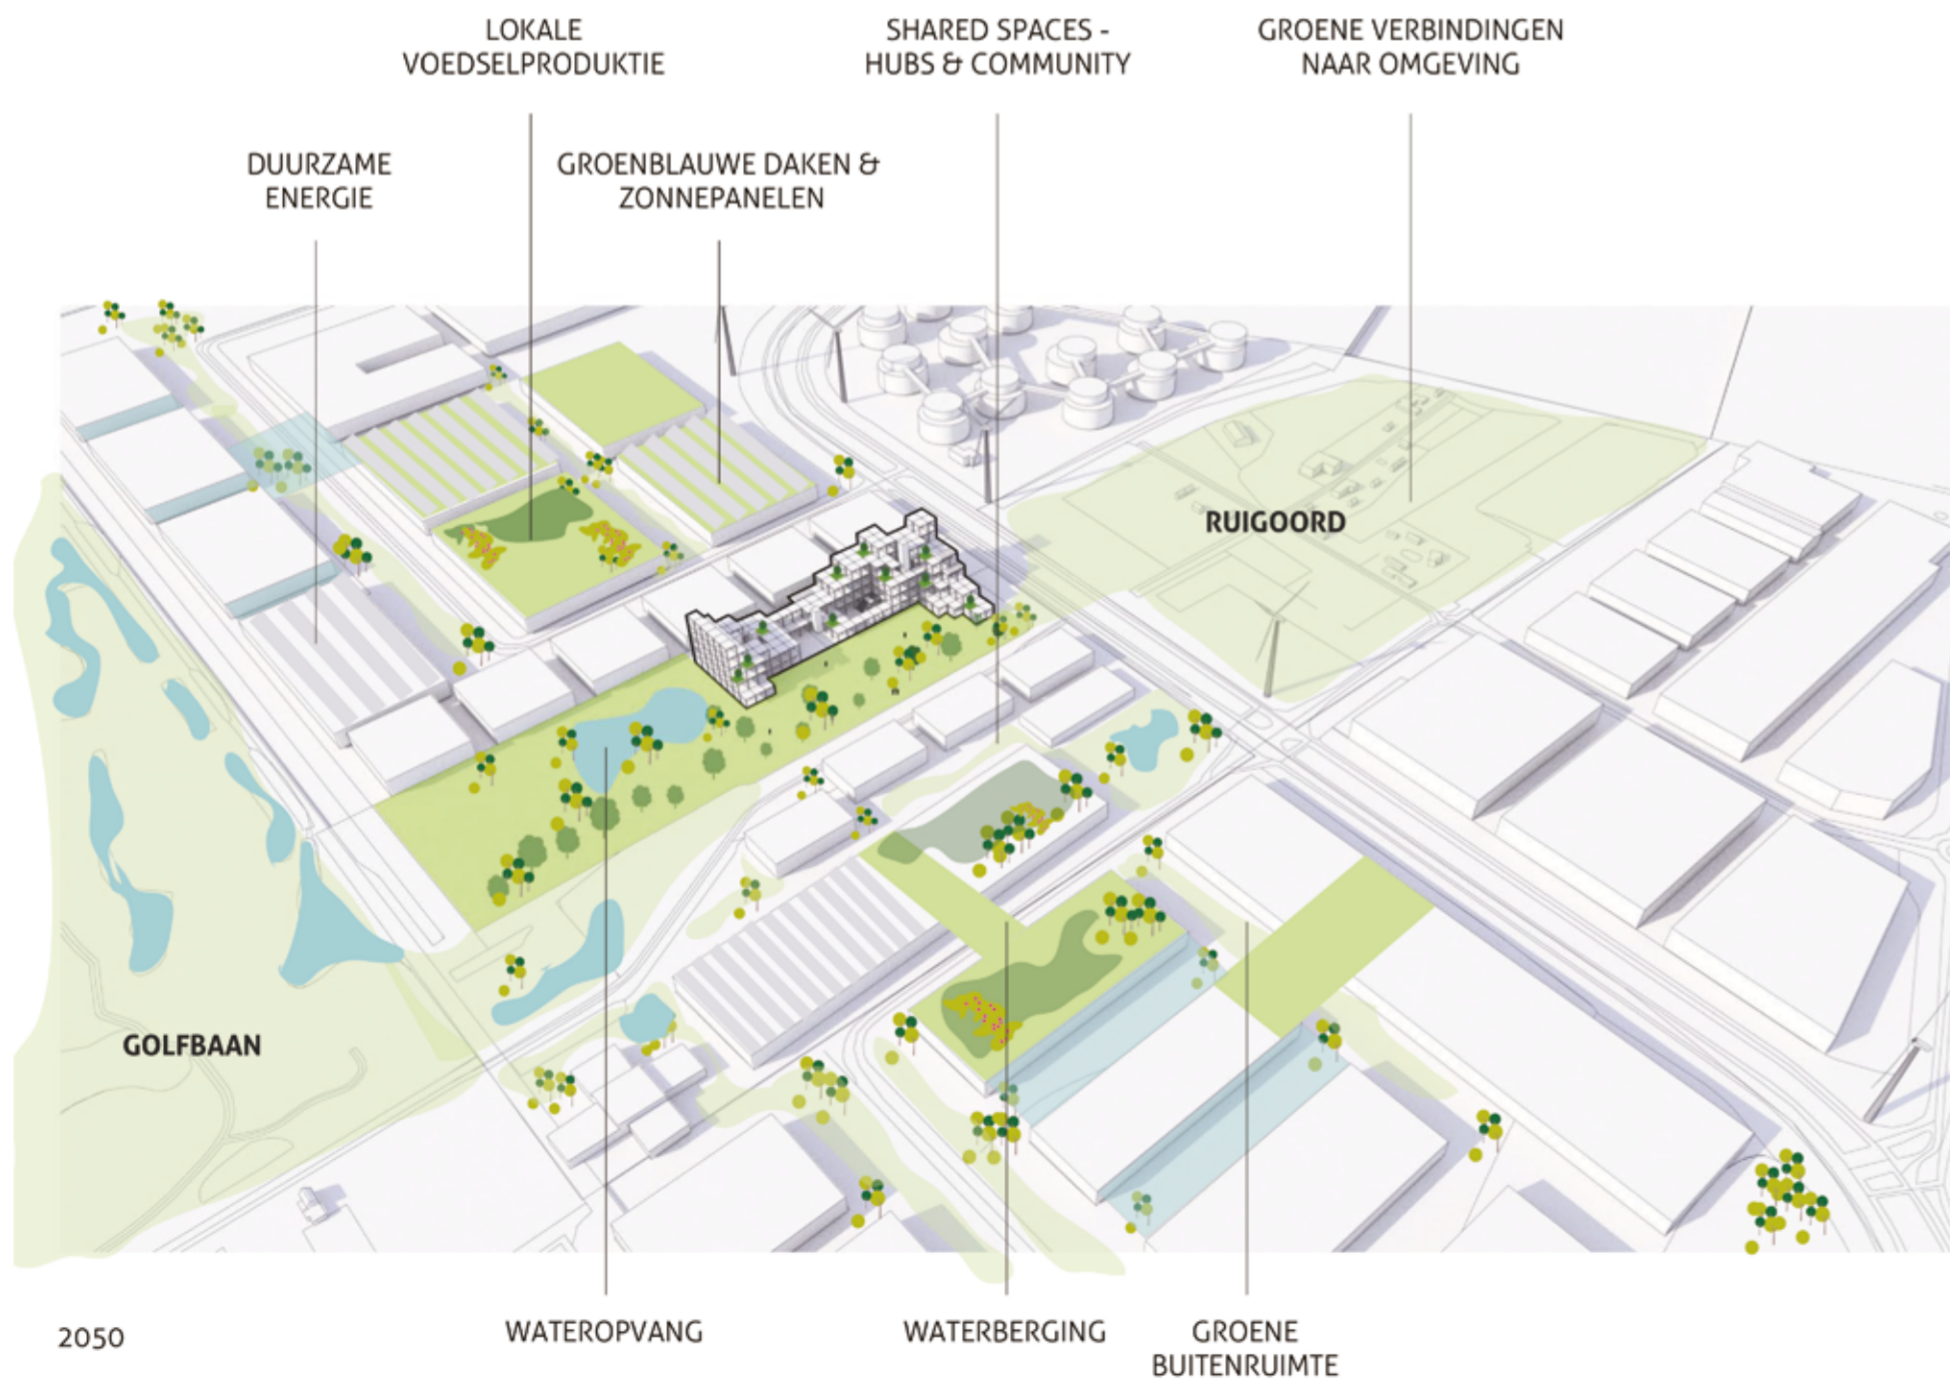 LOKALE
VOEDSELPRODUKTIE
SHARED SPACES -
HUBS & COMMUNITY
GROENE VERBINDINGEN
NAAR OMGEVING
DUURZAME
ENERGIE
GROENBLAUWE DAKEN &
ZONNEPANELEN
RUIGOORD
GOLFBAAN
2050
WATEROPVANG
WATERBERGING
GROENE
BUITENRUIMTE